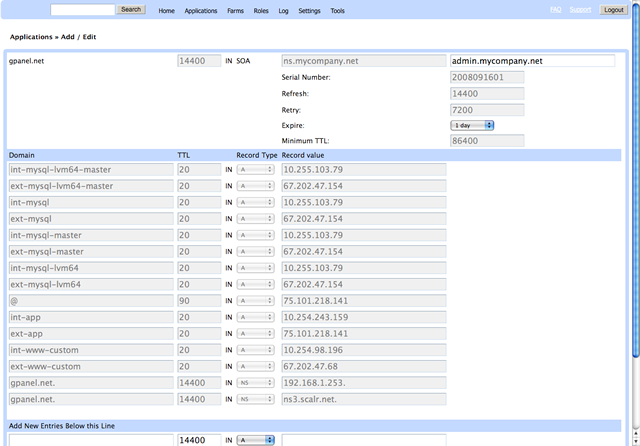 Search Home Applications Farms Roles Log Settings Tools FAQ Support Logout
Applications » Add / Edit
gpanel.net 14400 IN SOA ns.mycompany.net admin.mycompany.net
Serial Number: 2008091601
Refresh: 14400
Retry: 7200
Expire: 1 day
Minimum TTL: 86400
Domain TTL Record Type Record value
int-mysql-lvm64-master 20 IN A 10.255.103.79
ext-mysql-lvm64-master 20 IN A 67.202.47.154
int-mysql 20 IN A 10.255.103.79
ext-mysql 20 IN A 67.202.47.154
int-mysql-master 20 IN A 10.255.103.79
ext-mysql-master 20 IN A 67.202.47.154
int-mysql-lvm64 20 IN A 10.255.103.79
ext-mysql-lvm64 20 IN A 67.202.47.154
@ 90 IN A 75.101.218.141
int-app 20 IN A 10.254.243.159
ext-app 20 IN A 75.101.218.141
int-www-custom 20 IN A 10.254.98.196
ext-www-custom 20 IN A 67.202.47.68
gpanel.net. 14400 IN NS 192.168.1.253.
gpanel.net. 14400 IN NS ns3.scalr.net.
Add New Entries Below this Line
14400 IN A